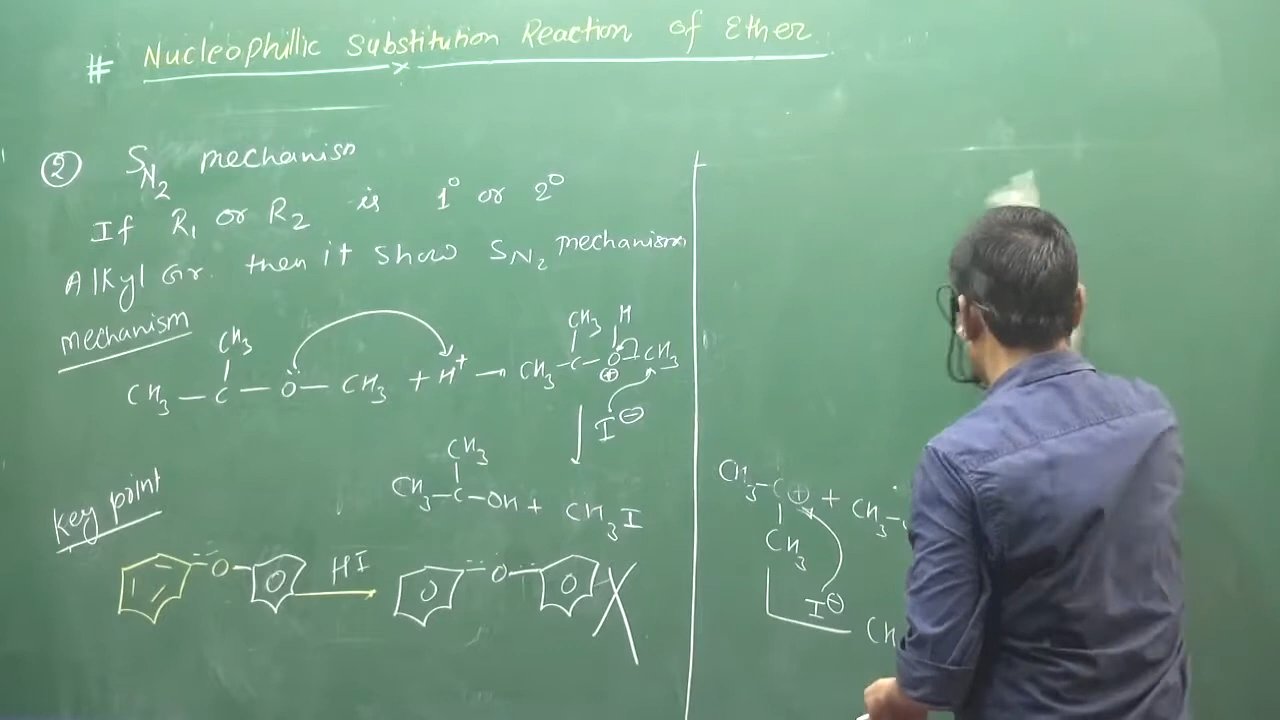 # Nucleophillic Substitution Reaction of Ether
② SN2 mechanism
If R1 or R2 is 1° or 2°
Alkyl Gr. then it show SN2 mechanism
mechanism
CH3 CH3 H
CH3 — C — O — CH3 + H+ → CH3 — C — O — CH3
⊕
I⊖
CH3
CH3 — C — OH + CH3I
Key point
O HI O O O
CH3 — C⊕ + CH3 —
CH3
I⊖
CH